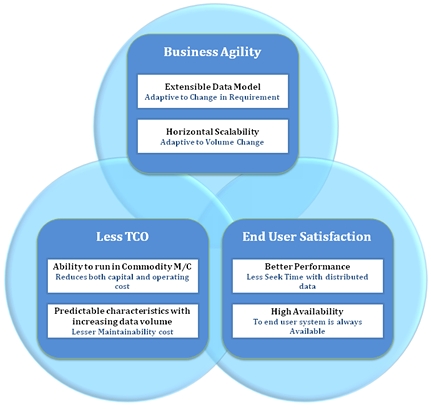 Business Agility
Extensible Data Model
Adaptive to Change in Requirement
Horizontal Scalability
Adaptive to Volume Change
Less TCO
Ability to run in Commodity M/C
Reduces both capital and operating
cost
Predictable characteristics with
increasing data volume
Lesser Maintainability cost
End User Satisfaction
Better Performance
Less Seek Time with distributed
data
High Availability
To end user system is always
Available